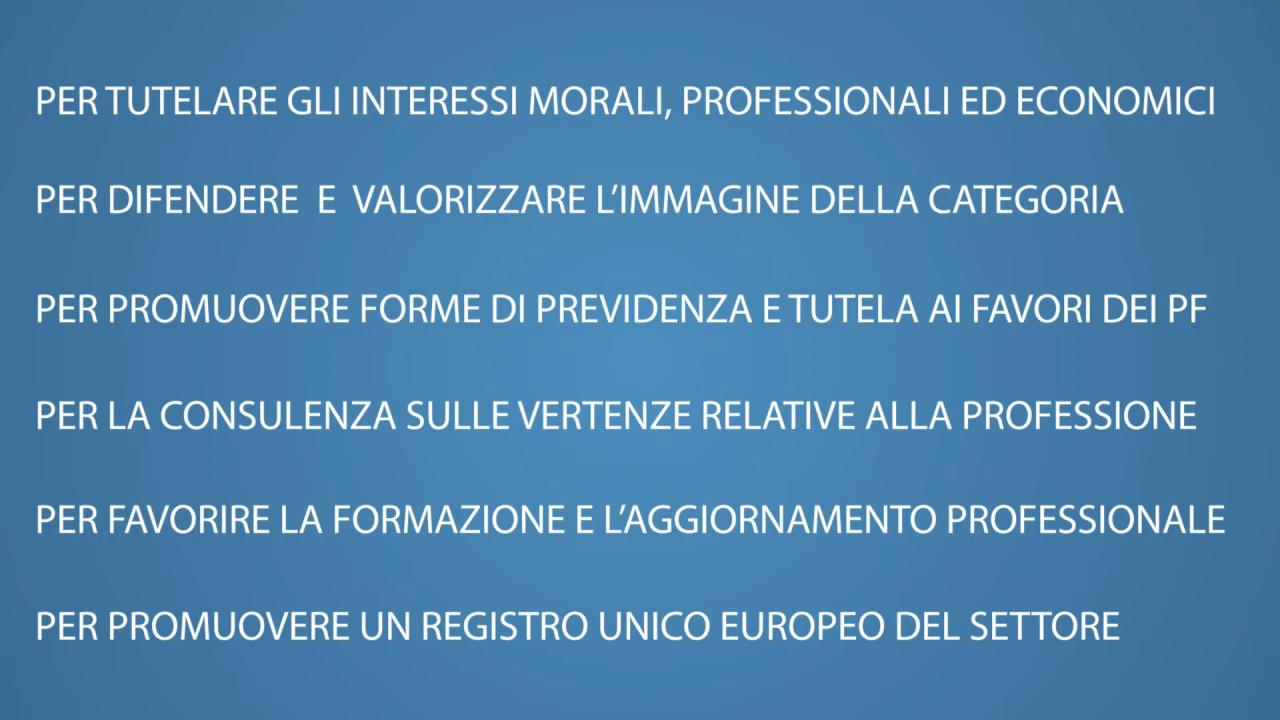 PER TUTELARE GLI INTERESSI MORALI, PROFESSIONALI ED ECONOMICI
PER DIFENDERE E VALORIZZARE L’IMMAGINE DELLA CATEGORIA
PER PROMUOVERE FORME DI PREVIDENZA E TUTELA AI FAVORI DEI PF
PER LA CONSULENZA SULLE VERTENZE RELATIVE ALLA PROFESSIONE
PER FAVORIRE LA FORMAZIONE E L’AGGIORNAMENTO PROFESSIONALE
PER PROMUOVERE UN REGISTRO UNICO EUROPEO DEL SETTORE